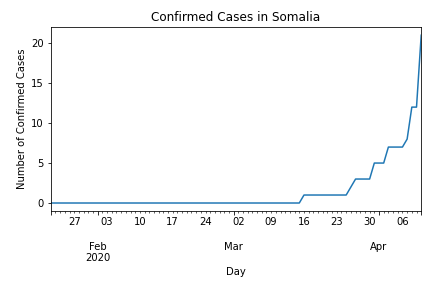 Confirmed Cases in Somalia
Number of Confirmed Cases
20
15
10
5
0
27 03 10 17 24 02 09 16 23 30 06
Feb Mar Apr
2020
Day